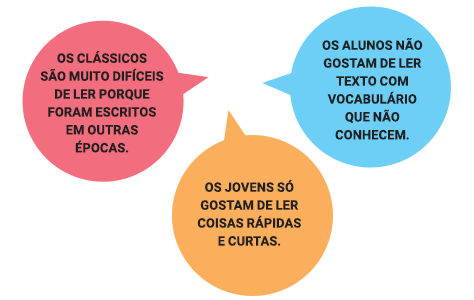 OS CLÁSSICOS
SÃO MUITO DIFÍCEIS
DE LER PORQUE
FORAM ESCRITOS
EM OUTRAS
ÉPOCAS.
OS ALUNOS NÃO
GOSTAM DE LER
TEXTO COM
VOCABULÁRIO
QUE NÃO
CONHECEM.
OS JOVENS SÓ
GOSTAM DE LER
COISAS RÁPIDAS
E CURTAS.